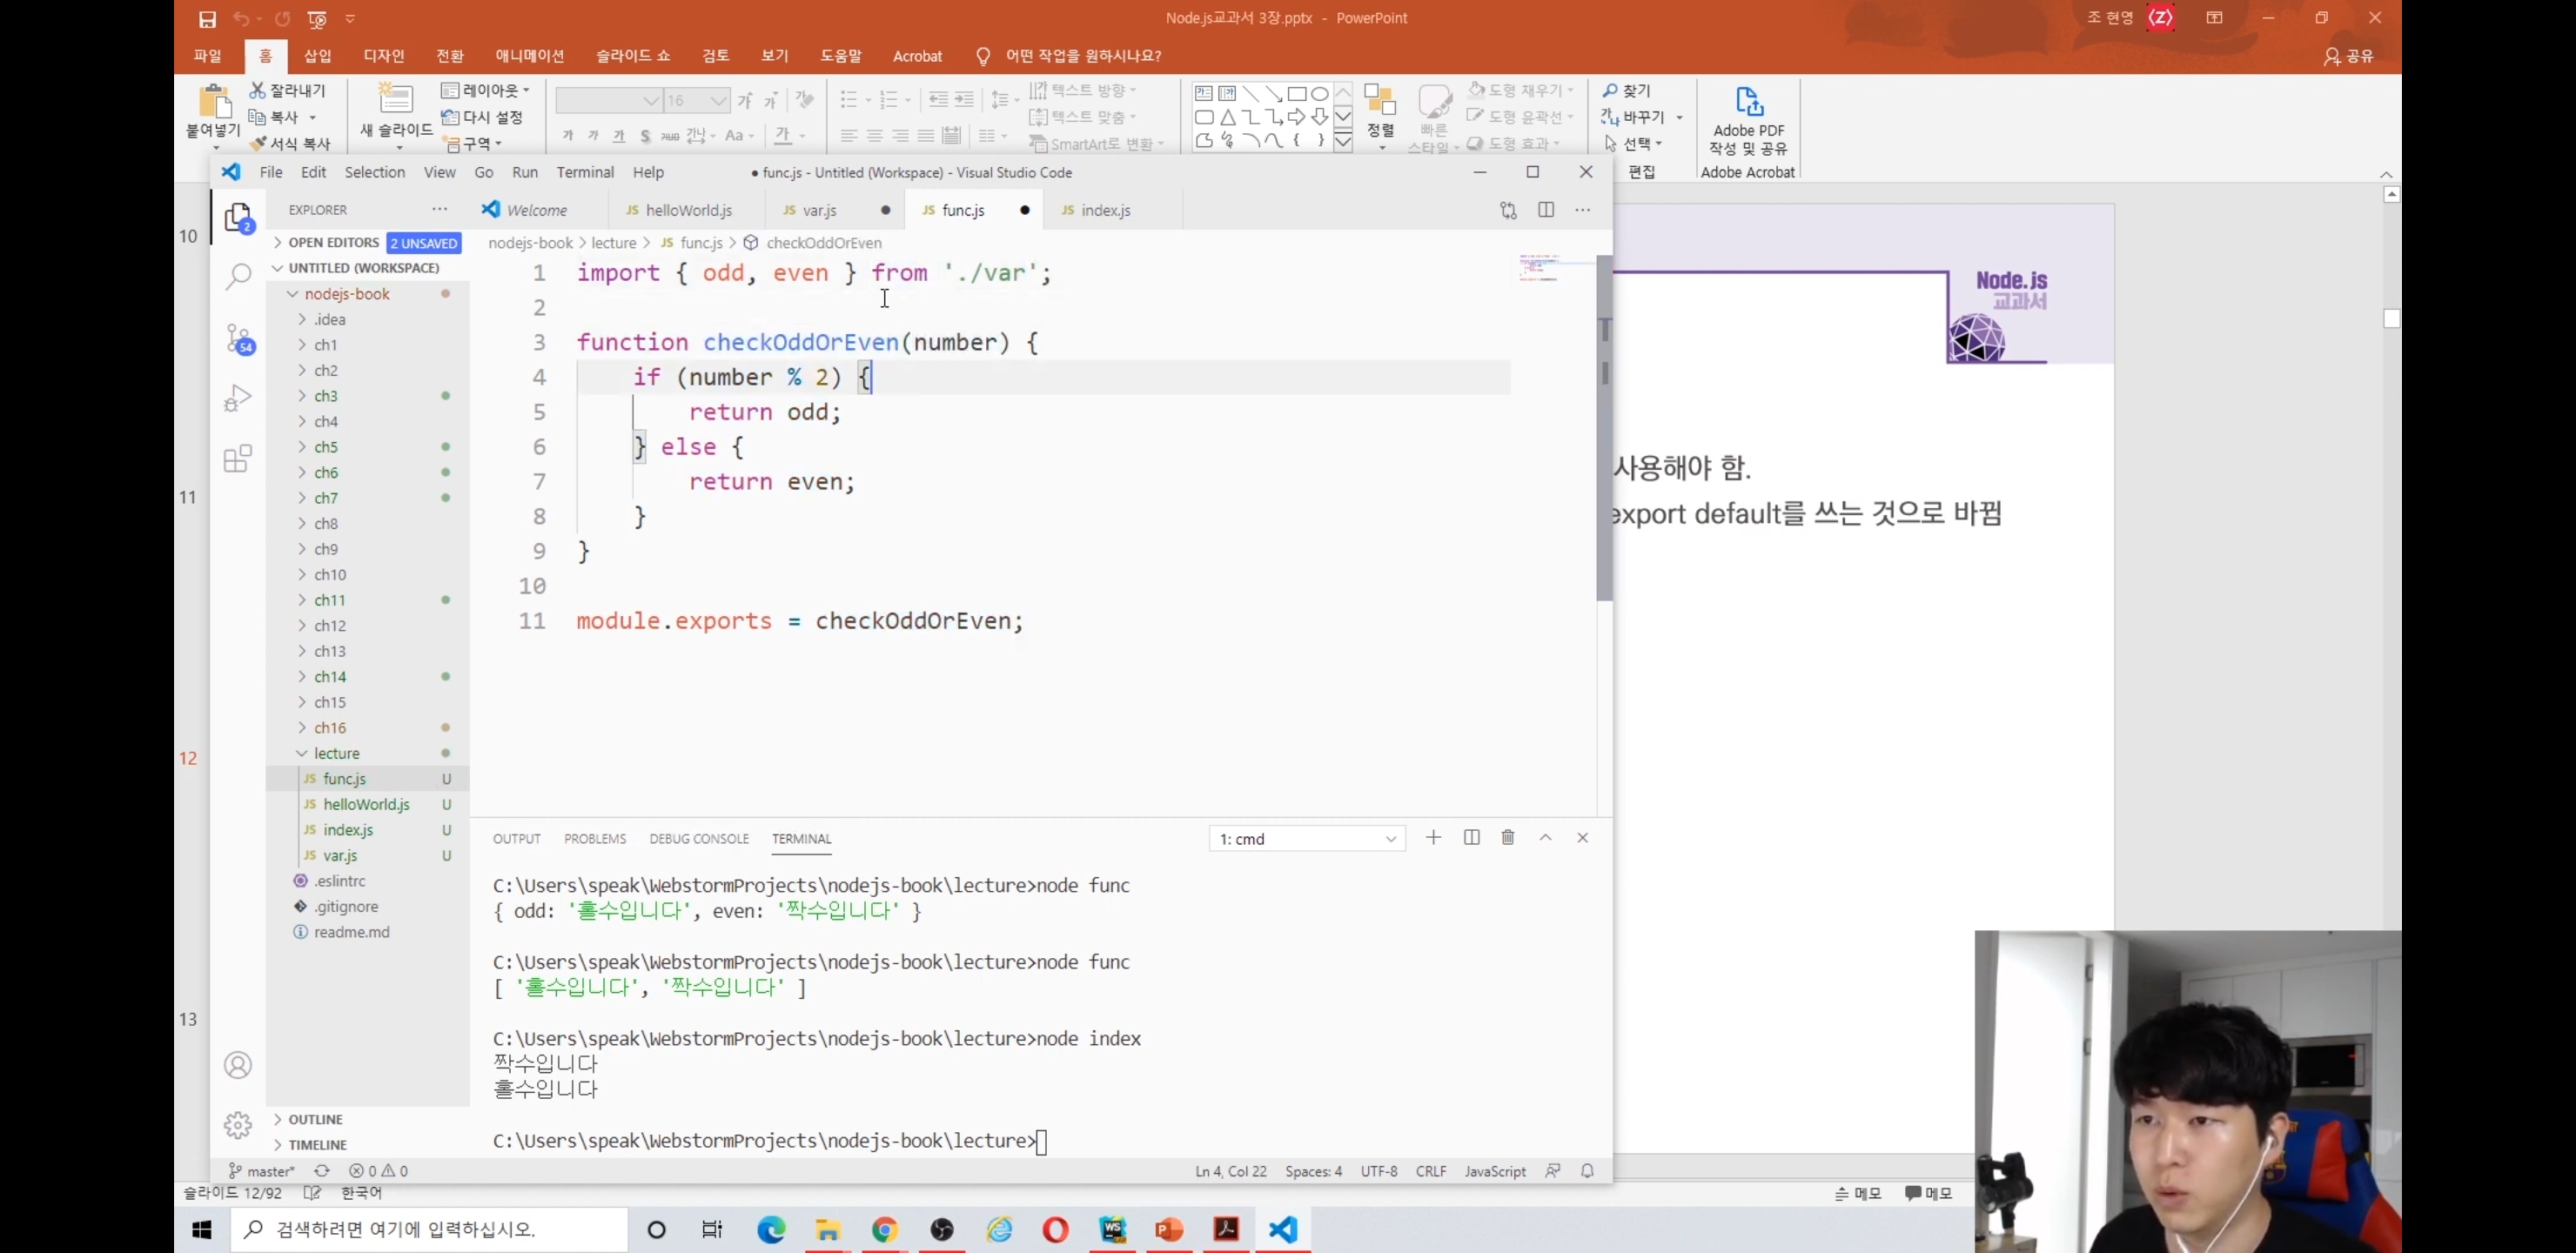 Node.js교과서 3장.pptx - PowerPoint
조 현영
파일 홈 삽입 디자인 전환 애니메이션 슬라이드 쇼 검토 보기 도움말 Acrobat 어떤 작업을 원하시나요?
공유
붙여넣기
잘라내기
복사
서식 복사
새 슬라이드
레이아웃
다시 설정
구역
16
가 가 가 S 간나 Aa 가
텍스트 방향
텍스트 맞춤
SmartArt로 변환
정렬
빠른 스타일
도형 채우기
도형 윤곽선
도형 효과
찾기
바꾸기
선택
편집
Adobe PDF
작성 및 공유
Adobe Acrobat
File Edit Selection View Go Run Terminal Help
● func.js - Untitled (Workspace) - Visual Studio Code
EXPLORER ···
Welcome
JS helloWorld.js
JS var.js ●
JS func.js ●
JS index.js
OPEN EDITORS 2 UNSAVED
nodejs-book > lecture > JS func.js > checkOddOrEven
2
54
UNTITLED (WORKSPACE)
nodejs-book
.idea
ch1
ch2
ch3
ch4
ch5
ch6
ch7
ch8
ch9
ch10
ch11
ch12
ch13
ch14
ch15
ch16
lecture
JS func.js U
JS helloWorld.js U
JS index.js U
JS var.js U
.eslintrc
.gitignore
readme.md
OUTLINE
TIMELINE
1 import { odd, even } from './var';
2
3 function checkOddOrEven(number) {
4 if (number % 2) {
5 return odd;
6 } else {
7 return even;
8 }
9 }
10
11 module.exports = checkOddOrEven;
OUTPUT PROBLEMS DEBUG CONSOLE TERMINAL
1: cmd
C:\Users\speak\WebstormProjects\nodejs-book\lecture>node func
{ odd: '홀수입니다', even: '짝수입니다' }
C:\Users\speak\WebstormProjects\nodejs-book\lecture>node func
[ '홀수입니다', '짝수입니다' ]
C:\Users\speak\WebstormProjects\nodejs-book\lecture>node index
짝수입니다
홀수입니다
C:\Users\speak\WebstormProjects\nodejs-book\lecture>
master* 0 0
Ln 4, Col 22 Spaces: 4 UTF-8 CRLF JavaScript
10
11
12
13
Node.js
교과서
사용해야 함.
export default를 쓰는 것으로 바뀜
슬라이드 12/92 한국어
메모 메모
검색하려면 여기에 입력하십시오.
WS
P